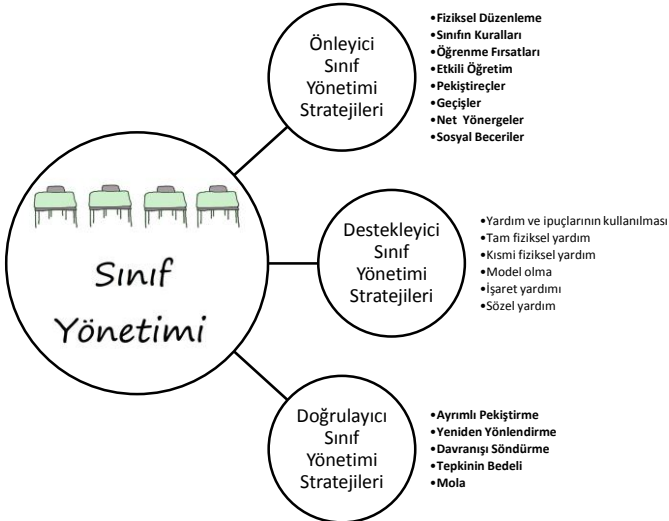 Sınıf
Yönetimi
Önleyici
Sınıf
Yönetimi
Stratejileri
•Fiziksel Düzenleme
•Sınıfın Kuralları
•Öğrenme Fırsatları
•Etkili Öğretim
•Pekiştireçler
•Geçişler
•Net Yönergeler
•Sosyal Beceriler
Destekleyici
Sınıf
Yönetimi
Stratejileri
•Yardım ve ipuçlarının kullanılması
•Tam fiziksel yardım
•Kısmi fiziksel yardım
•Model olma
•İşaret yardımı
•Sözel yardım
Doğrulayıcı
Sınıf
Yönetimi
Stratejileri
•Ayrımlı Pekiştirme
•Yeniden Yönlendirme
•Davranışı Söndürme
•Tepkinin Bedeli
•Mola